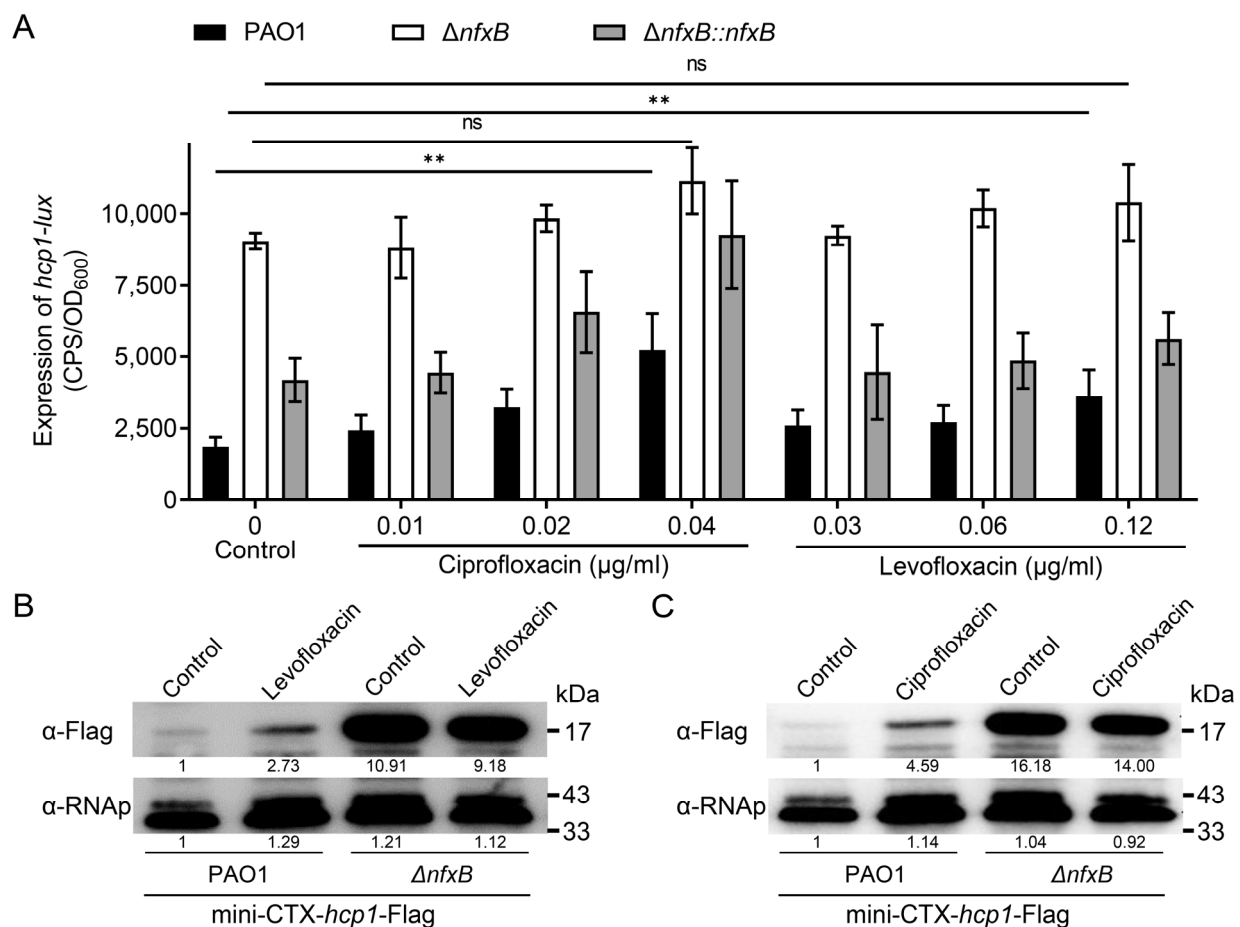 A
PAO1 ΔnfxB ΔnfxB::nfxB
ns
**
ns
**
Expression of hcp1-lux
(CPS/OD600)
10,000
7,500
5,000
2,500
0
0 0.01 0.02 0.04 0.03 0.06 0.12
Control Ciprofloxacin (µg/ml) Levofloxacin (µg/ml)
B
Control Levofloxacin Control Levofloxacin kDa
α-Flag 17
1 2.73 10.91 9.18
α-RNAp 43
33
1 1.29 1.21 1.12
PAO1 ΔnfxB
mini-CTX-hcp1-Flag
C
Control Ciprofloxacin Control Ciprofloxacin kDa
α-Flag 17
1 4.59 16.18 14.00
α-RNAp 43
33
1 1.14 1.04 0.92
PAO1 ΔnfxB
mini-CTX-hcp1-Flag